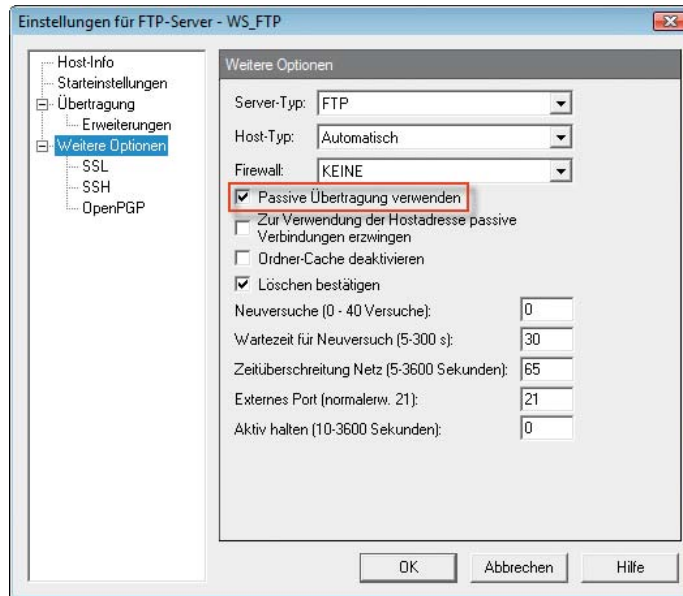 Einstellungen für FTP-Server - WS_FTP
Host-Info
Starteinstellungen
Übertragung
Erweiterungen
Weitere Optionen
SSL
SSH
OpenPGP
Weitere Optionen
Server-Typ: FTP
Host-Typ: Automatisch
Firewall: KEINE
Passive Übertragung verwenden
Zur Verwendung der Hostadresse passive
Verbindungen erzwingen
Ordner-Cache deaktivieren
Löschen bestätigen
Neuversuche (0 - 40 Versuche): 0
Wartezeit für Neuversuch (5-300 s): 30
Zeitüberschreitung Netz (5-3600 Sekunden): 65
Externes Port (normalerw. 21): 21
Aktiv halten (10-3600 Sekunden): 0
OK Abbrechen Hilfe